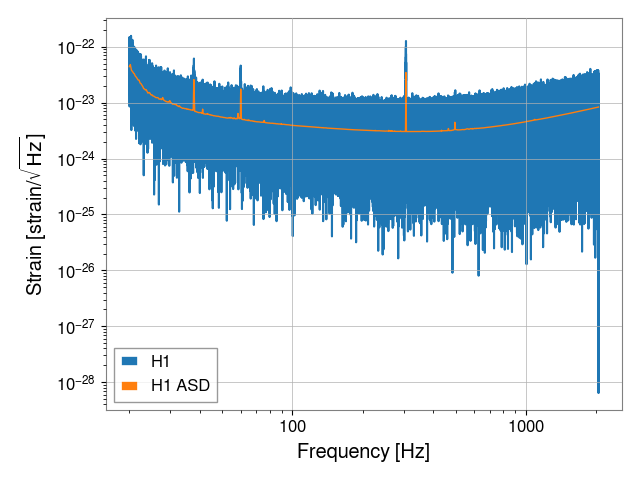 10⁻²²
10⁻²³
10⁻²⁴
10⁻²⁵
10⁻²⁶
10⁻²⁷
10⁻²⁸
Strain [strain/√Hz]
H1
H1 ASD
100
1000
Frequency [Hz]